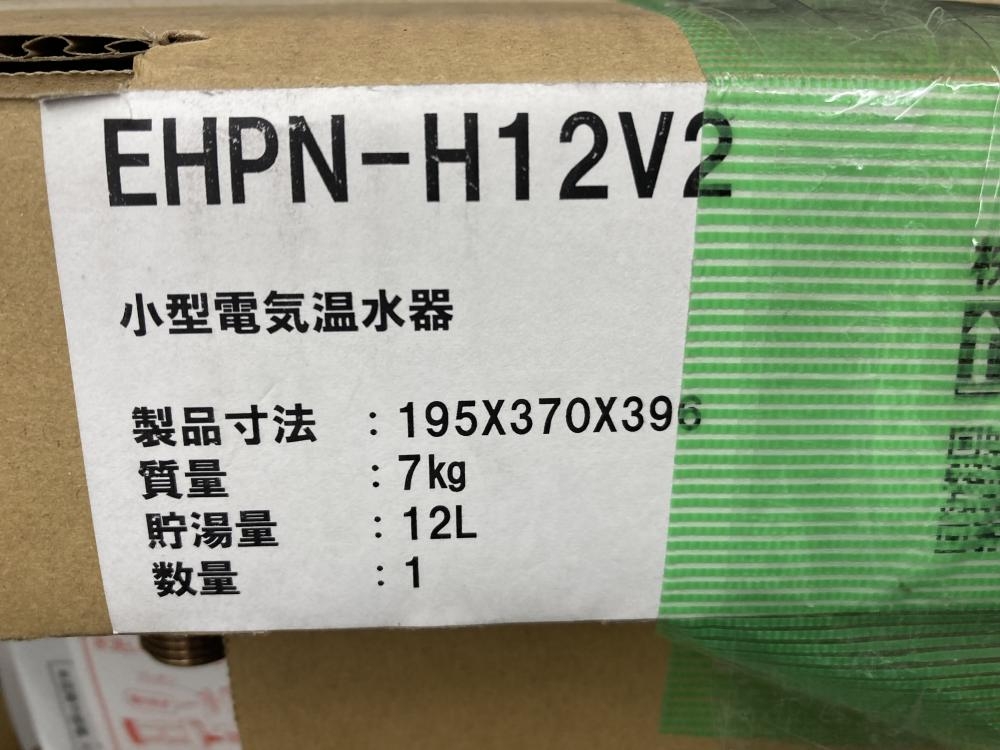 EHPN-H12V2
小型電気温水器
製品寸法 : 195X370X396
質量 : 7kg
貯湯量 : 12L
数量 : 1